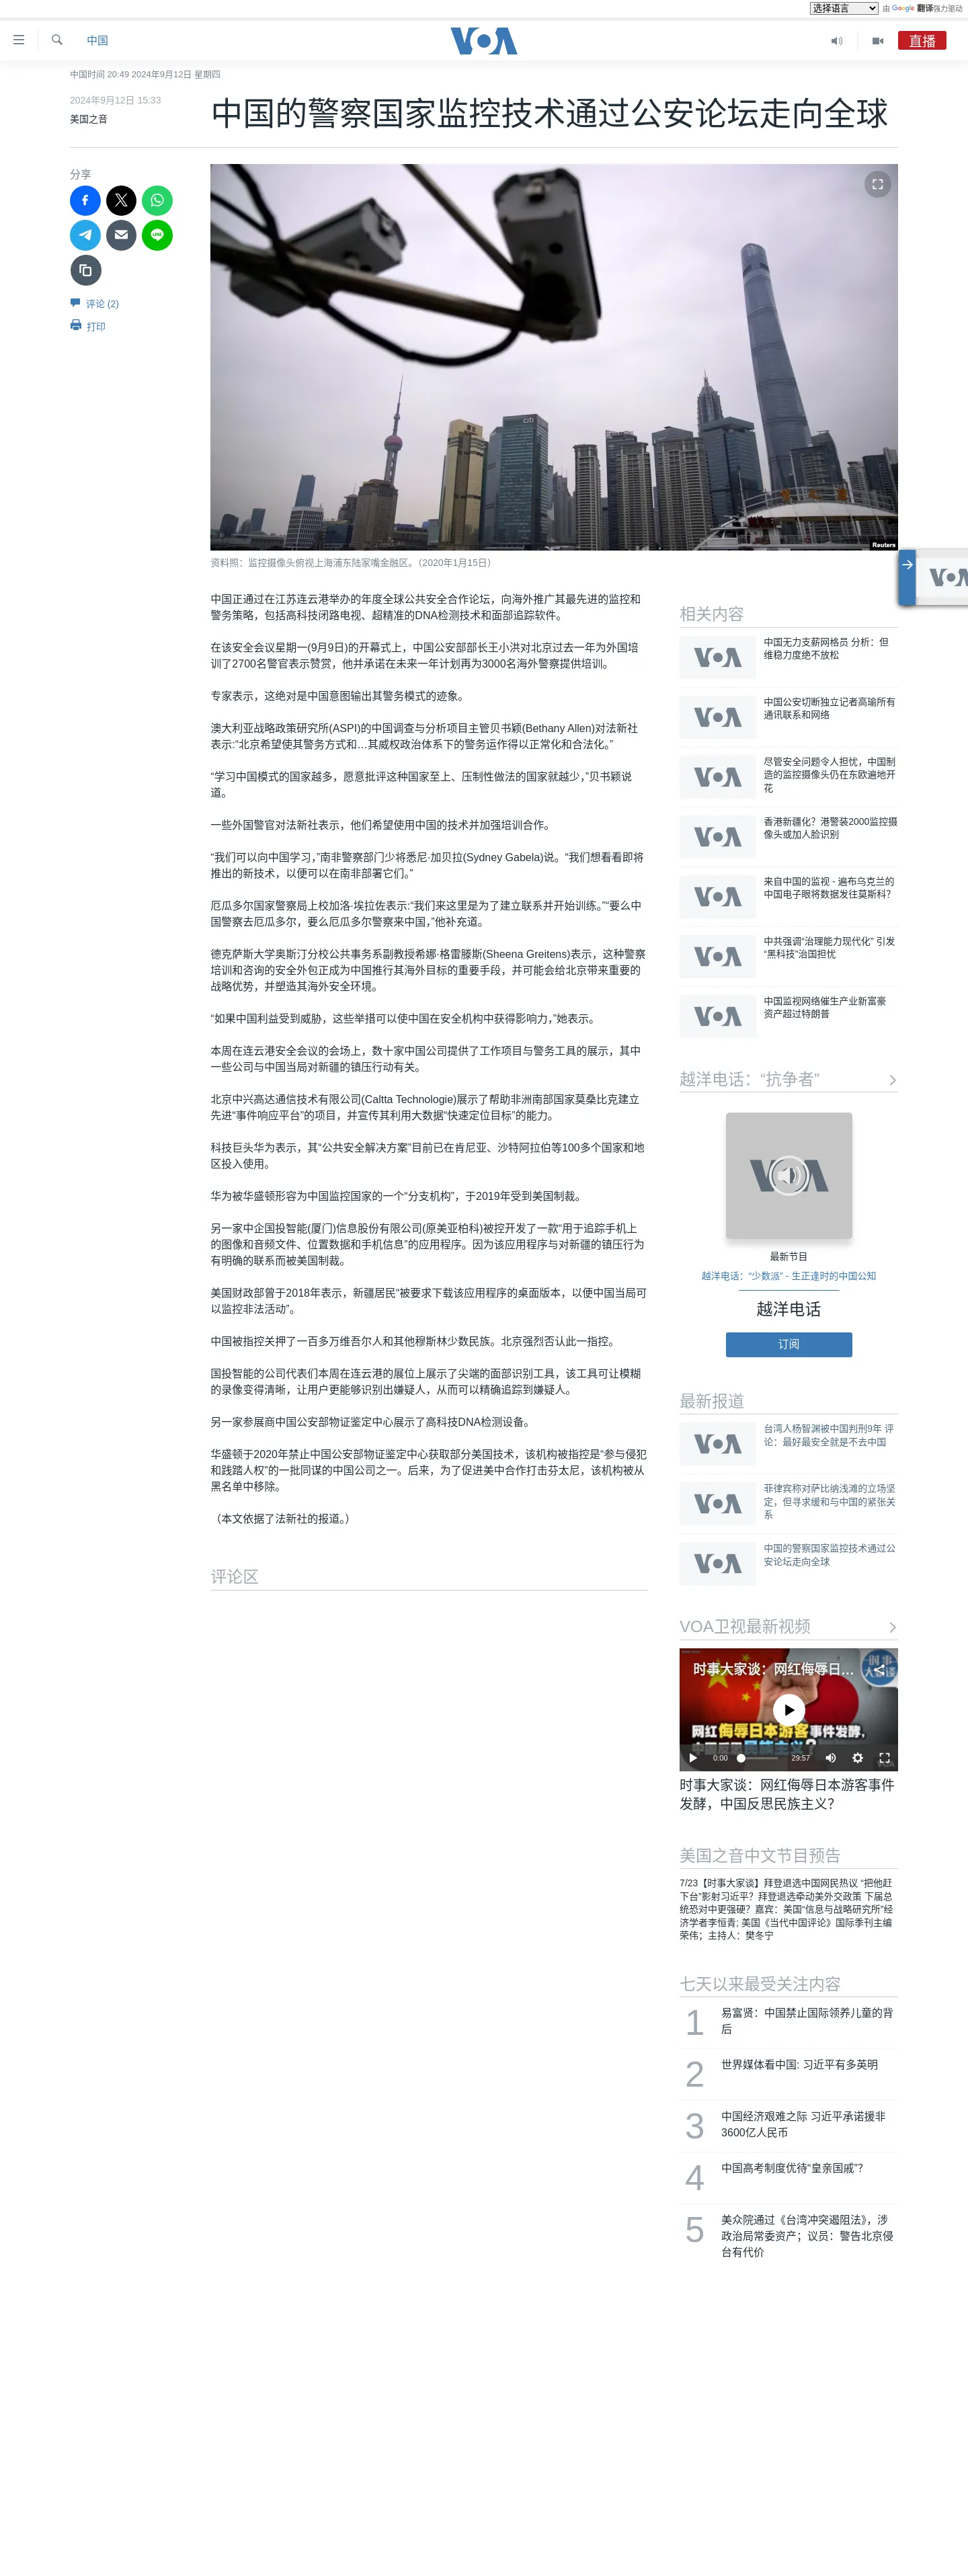 选择语言 由 Google 翻译强力驱动
中国
VOA
直播
中国时间 20:49 2024年9月12日 星期四
2024年9月12日 15:33
美国之音
中国的警察国家监控技术通过公安论坛走向全球
分享
评论 (2)
打印
citi
Reuters
资料照：监控摄像头俯视上海浦东陆家嘴金融区。（2020年1月15日）
中国正通过在江苏连云港举办的年度全球公共安全合作论坛，向海外推广其最先进的监控和
警务策略，包括高科技闭路电视、超精准的DNA检测技术和面部追踪软件。
在该安全会议星期一(9月9日)的开幕式上，中国公安部部长王小洪对北京过去一年为外国培
训了2700名警官表示赞赏，他并承诺在未来一年计划再为3000名海外警察提供培训。
专家表示，这绝对是中国意图输出其警务模式的迹象。
澳大利亚战略政策研究所(ASPI)的中国调查与分析项目主管贝书颖(Bethany Allen)对法新社
表示:“北京希望使其警务方式和…其威权政治体系下的警务运作得以正常化和合法化。”
“学习中国模式的国家越多，愿意批评这种国家至上、压制性做法的国家就越少，”贝书颖说
道。
一些外国警官对法新社表示，他们希望使用中国的技术并加强培训合作。
“我们可以向中国学习，”南非警察部门少将悉尼·加贝拉(Sydney Gabela)说。“我们想看看即将
推出的新技术，以便可以在南非部署它们。”
厄瓜多尔国家警察局上校加洛·埃拉佐表示:“我们来这里是为了建立联系并开始训练。”“要么中
国警察去厄瓜多尔，要么厄瓜多尔警察来中国，”他补充道。
德克萨斯大学奥斯汀分校公共事务系副教授希娜·格雷滕斯(Sheena Greitens)表示，这种警察
培训和咨询的安全外包正成为中国推行其海外目标的重要手段，并可能会给北京带来重要的
战略优势，并塑造其海外安全环境。
“如果中国利益受到威胁，这些举措可以使中国在安全机构中获得影响力，”她表示。
本周在连云港安全会议的会场上，数十家中国公司提供了工作项目与警务工具的展示，其中
一些公司与中国当局对新疆的镇压行动有关。
北京中兴高达通信技术有限公司(Caltta Technologie)展示了帮助非洲南部国家莫桑比克建立
先进“事件响应平台”的项目，并宣传其利用大数据“快速定位目标”的能力。
科技巨头华为表示，其“公共安全解决方案”目前已在肯尼亚、沙特阿拉伯等100多个国家和地
区投入使用。
华为被华盛顿形容为中国监控国家的一个“分支机构”，于2019年受到美国制裁。
另一家中企国投智能(厦门)信息股份有限公司(原美亚柏科)被控开发了一款“用于追踪手机上
的图像和音频文件、位置数据和手机信息”的应用程序。因为该应用程序与对新疆的镇压行为
有明确的联系而被美国制裁。
美国财政部曾于2018年表示，新疆居民“被要求下载该应用程序的桌面版本，以便中国当局可
以监控非法活动”。
中国被指控关押了一百多万维吾尔人和其他穆斯林少数民族。北京强烈否认此一指控。
国投智能的公司代表们本周在连云港的展位上展示了尖端的面部识别工具，该工具可让模糊
的录像变得清晰，让用户更能够识别出嫌疑人，从而可以精确追踪到嫌疑人。
另一家参展商中国公安部物证鉴定中心展示了高科技DNA检测设备。
华盛顿于2020年禁止中国公安部物证鉴定中心获取部分美国技术，该机构被指控是“参与侵犯
和践踏人权”的一批同谋的中国公司之一。后来，为了促进美中合作打击芬太尼，该机构被从
黑名单中移除。
（本文依据了法新社的报道。）
评论区
相关内容
中国无力支薪网格员 分析：但
维稳力度绝不放松
中国公安切断独立记者高瑜所有
通讯联系和网络
尽管安全问题令人担忧，中国制
造的监控摄像头仍在东欧遍地开
花
香港新疆化？港警装2000监控摄
像头或加人脸识别
来自中国的监视 - 遍布乌克兰的
中国电子眼将数据发往莫斯科？
中共强调“治理能力现代化” 引发
“黑科技”治国担忧
中国监视网络催生产业新富豪
资产超过特朗普
越洋电话：“抗争者”
最新节目
越洋电话：“少数派” - 生正逢时的中国公知
越洋电话
订阅
最新报道
台湾人杨智渊被中国判刑9年 评
论：最好最安全就是不去中国
菲律宾称对萨比纳浅滩的立场坚
定，但寻求缓和与中国的紧张关
系
中国的警察国家监控技术通过公
安论坛走向全球
VOA卫视最新视频
时事大家谈：网红侮辱日…
网红侮辱日本游客事件发酵，
中国反思民族主义？
0:00 29:57
时事大家谈：网红侮辱日本游客事件
发酵，中国反思民族主义？
美国之音中文节目预告
7/23【时事大家谈】拜登退选中国网民热议 “把他赶
下台”影射习近平？拜登退选牵动美外交政策 下届总
统恐对中更强硬？嘉宾：美国“信息与战略研究所”经
济学者李恒青; 美国《当代中国评论》国际季刊主编
荣伟；主持人：樊冬宁
七天以来最受关注内容
1 易富贤：中国禁止国际领养儿童的背
后
2 世界媒体看中国: 习近平有多英明
3 中国经济艰难之际 习近平承诺援非
3600亿人民币
4 中国高考制度优待“皇亲国戚”？
5 美众院通过《台湾冲突遏阻法》，涉
政治局常委资产；议员：警告北京侵
台有代价